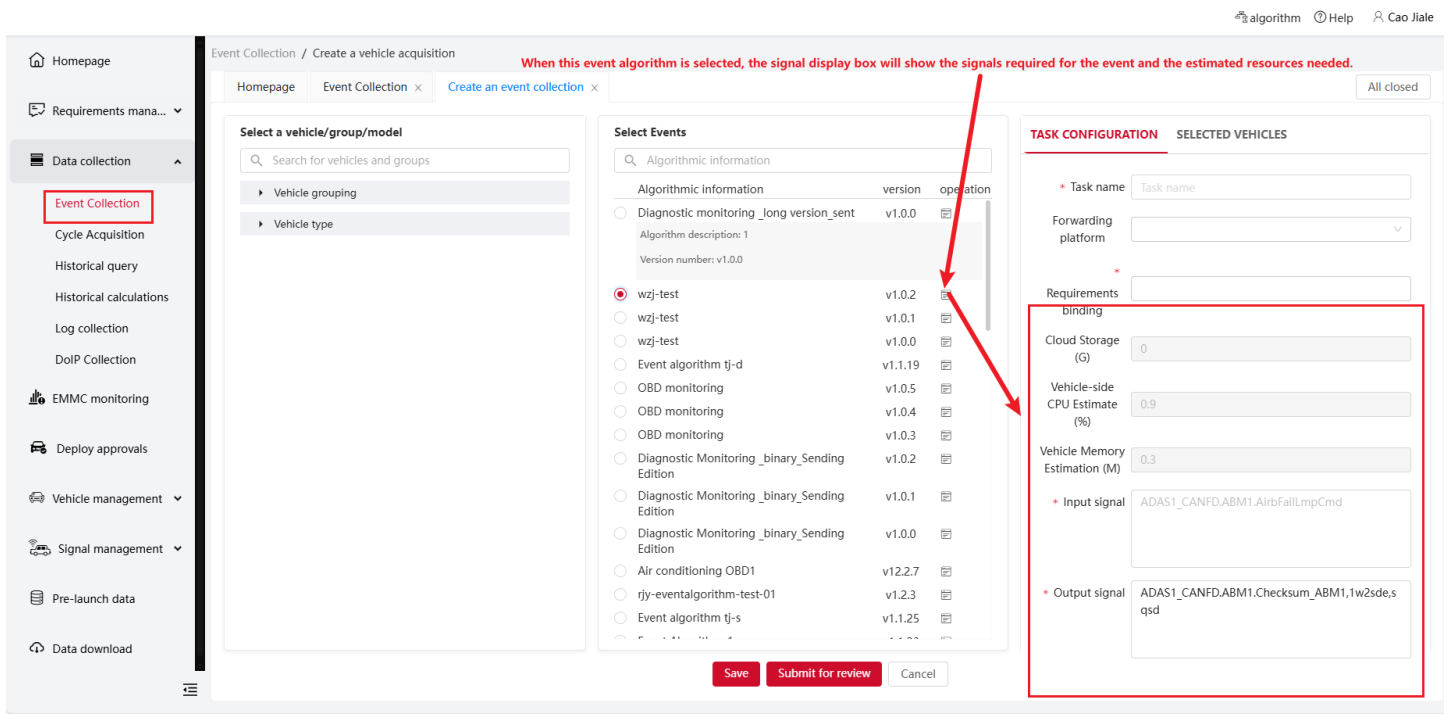 algorithm Help Cao Jiale
Homepage
Requirements mana...
Data collection
Event Collection
Cycle Acquisition
Historical query
Historical calculations
Log collection
DoIP Collection
EMMC monitoring
Deploy approvals
Vehicle management
Signal management
Pre-launch data
Data download
Event Collection / Create a vehicle acquisition
When this event algorithm is selected, the signal display box will show the signals required for the event and the estimated resources needed.
Homepage Event Collection × Create an event collection × All closed
Select a vehicle/group/model
Search for vehicles and groups
Vehicle grouping
Vehicle type
Select Events
Algorithmic information
Algorithmic information version operation
Diagnostic monitoring _long version_sent v1.0.0
Algorithm description: 1
Version number: v1.0.0
wzj-test v1.0.2
wzj-test v1.0.1
wzj-test v1.0.0
Event algorithm tj-d v1.1.19
OBD monitoring v1.0.5
OBD monitoring v1.0.4
OBD monitoring v1.0.3
Diagnostic Monitoring _binary_Sending v1.0.2
Edition
Diagnostic Monitoring _binary_Sending v1.0.1
Edition
Diagnostic Monitoring _binary_Sending v1.0.0
Edition
Air conditioning OBD1 v12.2.7
rjy-eventalgorithm-test-01 v1.2.3
Event algorithm tj-s v1.1.25
Save Submit for review Cancel
TASK CONFIGURATION SELECTED VEHICLES
* Task name Task name
Forwarding
platform
*
Requirements
binding
Cloud Storage
(G)
0
Vehicle-side
CPU Estimate
(%)
0.9
Vehicle Memory
Estimation (M)
0.3
* Input signal ADAS1_CANFD.ABM1.AirbFailLmpCmd
* Output signal ADAS1_CANFD.ABM1.Checksum_ABM1,1w2sde,s
qsd